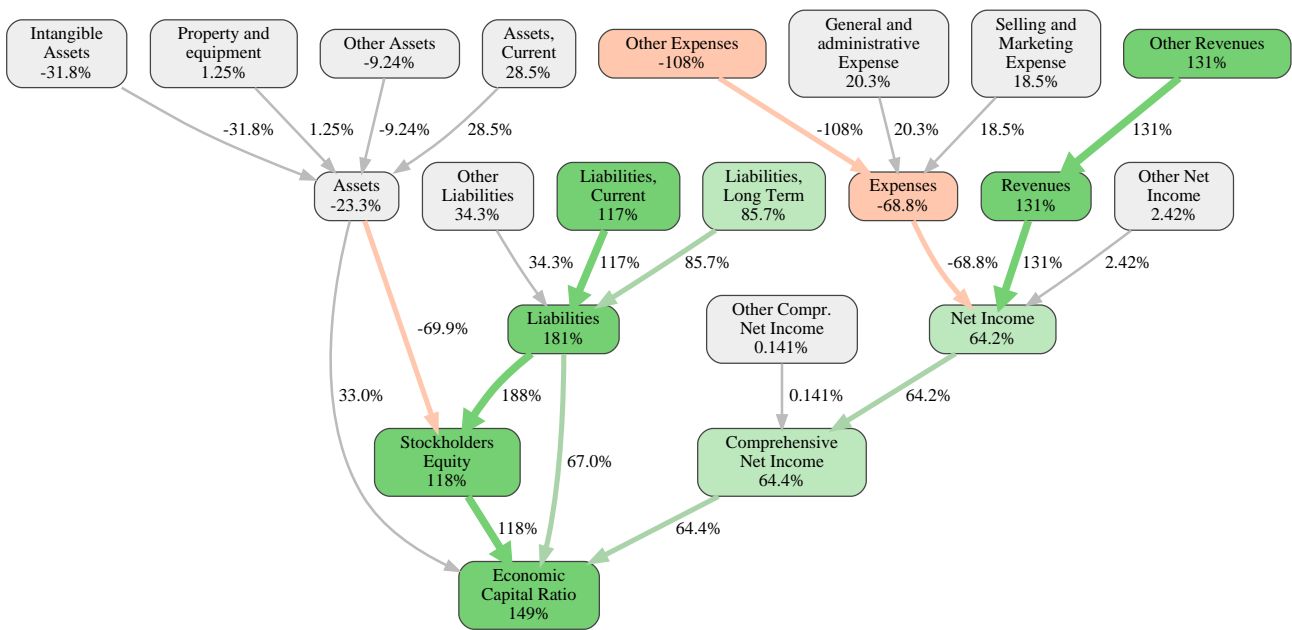 Intangible
Assets
-31.8%
Property and
equipment
1.25%
Other Assets
-9.24%
Assets,
Current
28.5%
Other Expenses
-108%
General and
administrative
Expense
20.3%
Selling and
Marketing
Expense
18.5%
Other Revenues
131%
-31.8%
1.25%
-9.24%
28.5%
-108%
20.3%
18.5%
131%
Assets
-23.3%
Other
Liabilities
34.3%
Liabilities,
Current
117%
Liabilities,
Long Term
85.7%
Expenses
-68.8%
Revenues
131%
Other Net
Income
2.42%
34.3%
117%
85.7%
-68.8%
131%
2.42%
Liabilities
181%
Other Compr.
Net Income
0.141%
Net Income
64.2%
-69.9%
33.0%
188%
0.141%
64.2%
Stockholders
Equity
118%
67.0%
Comprehensive
Net Income
64.4%
118%
64.4%
Economic
Capital Ratio
149%